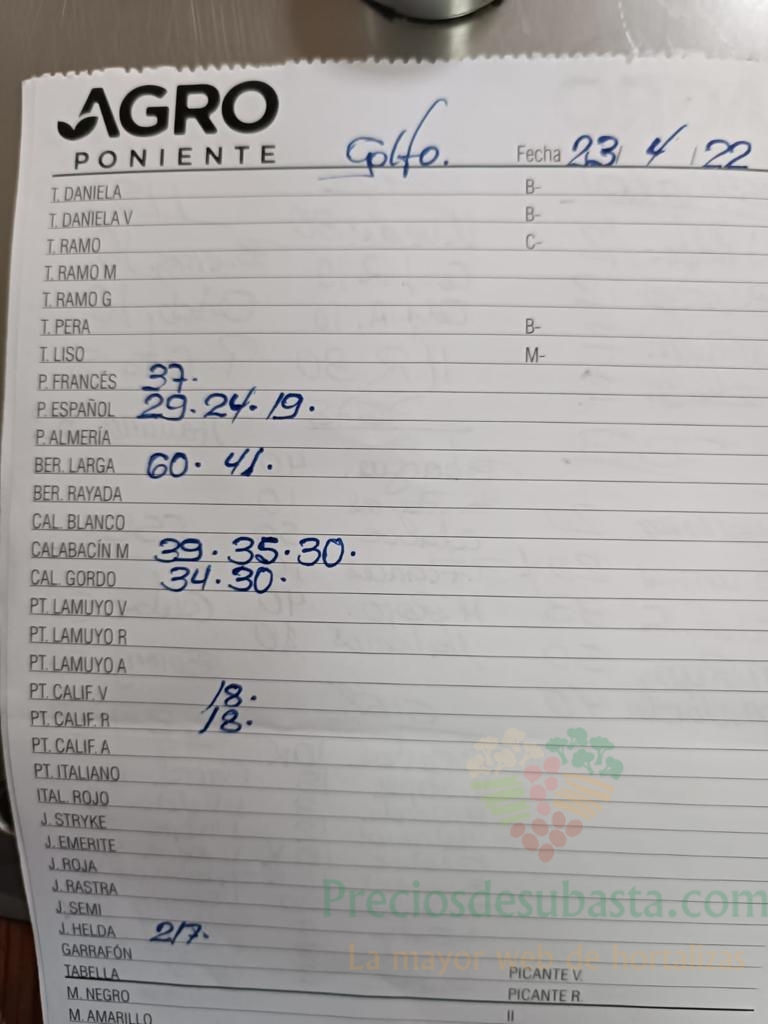 AGRO
PONIENTE
Golfo. Fecha 23/ 4 / 22
T. DANIELA B-
T. DANIELA V B-
T. RAMO C-
T. RAMO M
T. RAMO G
T. PERA B-
T. LISO M-
P. FRANCÉS 37.
P. ESPAÑOL 29. 24. 19.
P. ALMERÍA
BER. LARGA 60. 41.
BER. RAYADA
CAL. BLANCO
CALABACÍN M 39. 35. 30.
CAL. GORDO 34. 30.
PT. LAMUYO V
PT. LAMUYO R
PT. LAMUYO A
PT. CALIF. V 18.
PT. CALIF. R 18.
PT. CALIF. A
PT. ITALIANO
ITAL. ROJO
J. STRYKE
J. EMERITE
J. ROJA
J. RASTRA
Preciosdesubasta.com
J. SEMI
J. HELDA 217.
GARRAFÓN
La mayor web de hortalizas
TABELLA PICANTE V.
M. NEGRO PICANTE R.
M. AMARILLO